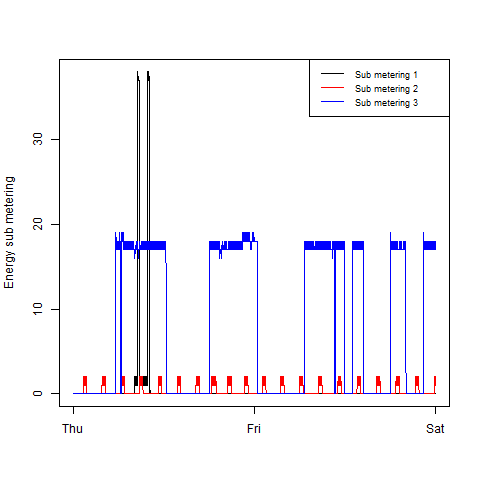 Sub metering 1
Sub metering 2
Sub metering 3
Energy sub metering
30
20
10
0
Thu Fri Sat